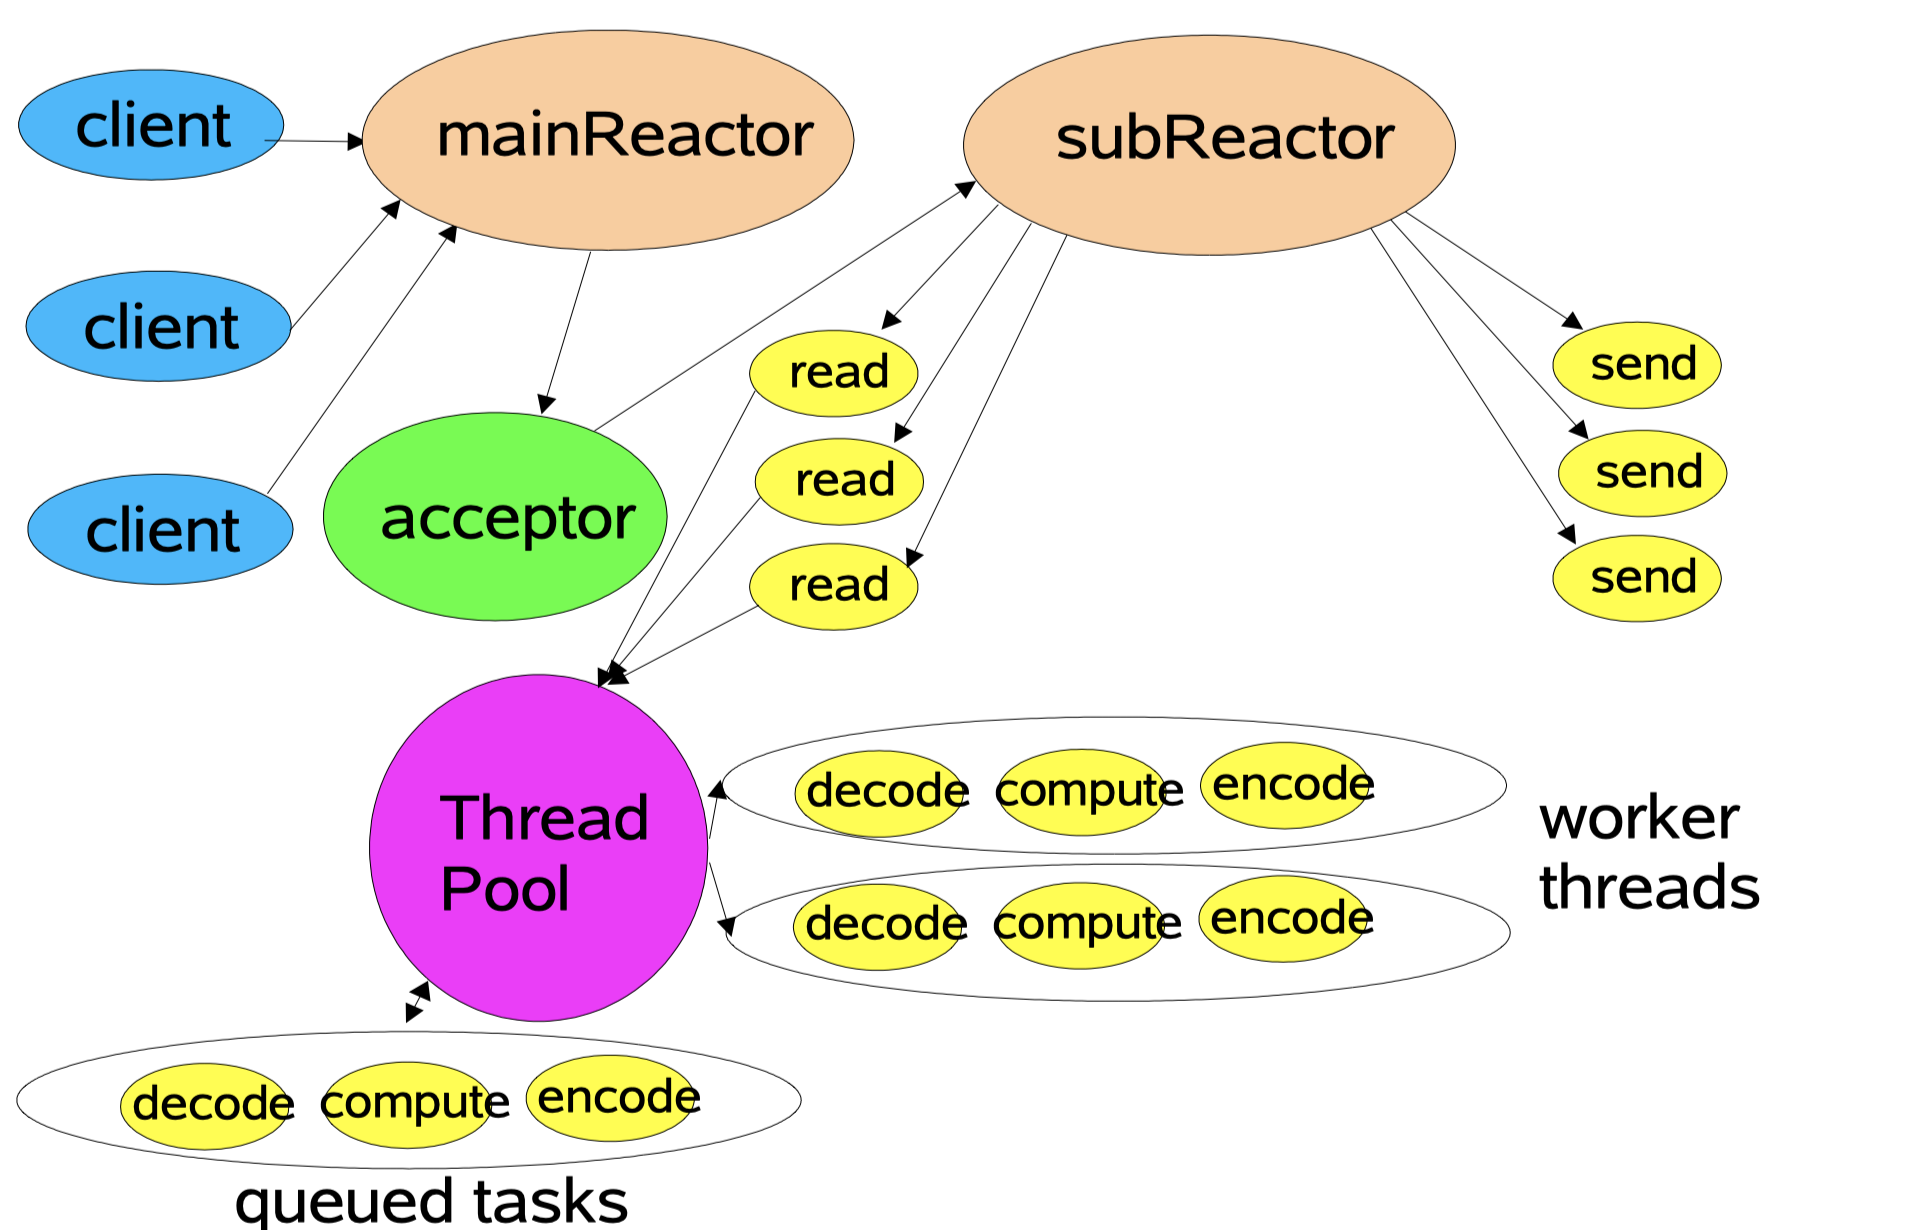 client
mainReactor
subReactor
client
client
acceptor
read
read
read
send
send
send
Thread
Pool
decode
compute
encode
decode
compute
encode
worker
threads
decode
compute
encode
queued tasks